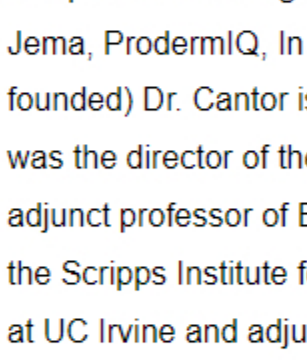 Jema, ProdermIQ, In
founded) Dr. Cantor is
was the director of the
adjunct professor of
the Scripps Institute f
at UC Irvine and adju